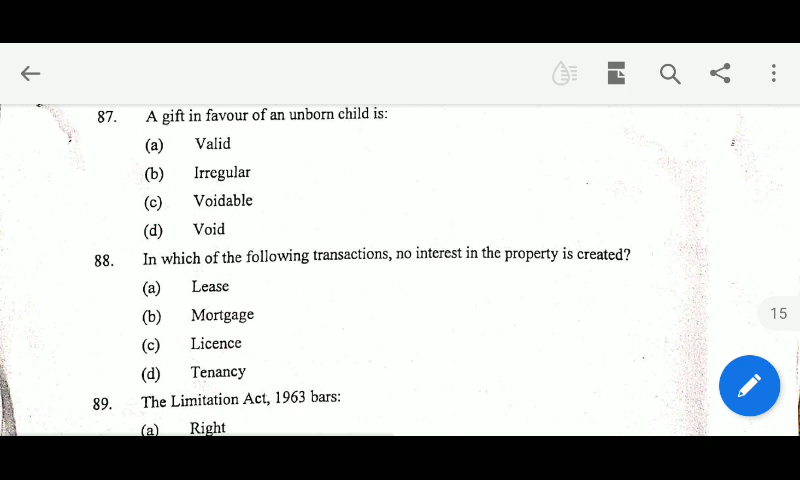 87. A gift in favour of an unborn child is:
(a) Valid
(b) Irregular
(c) Voidable
(d) Void
88. In which of the following transactions, no interest in the property is created?
(a) Lease
(b) Mortgage
(c) Licence
(d) Tenancy
15
89. The Limitation Act, 1963 bars:
(a) Right